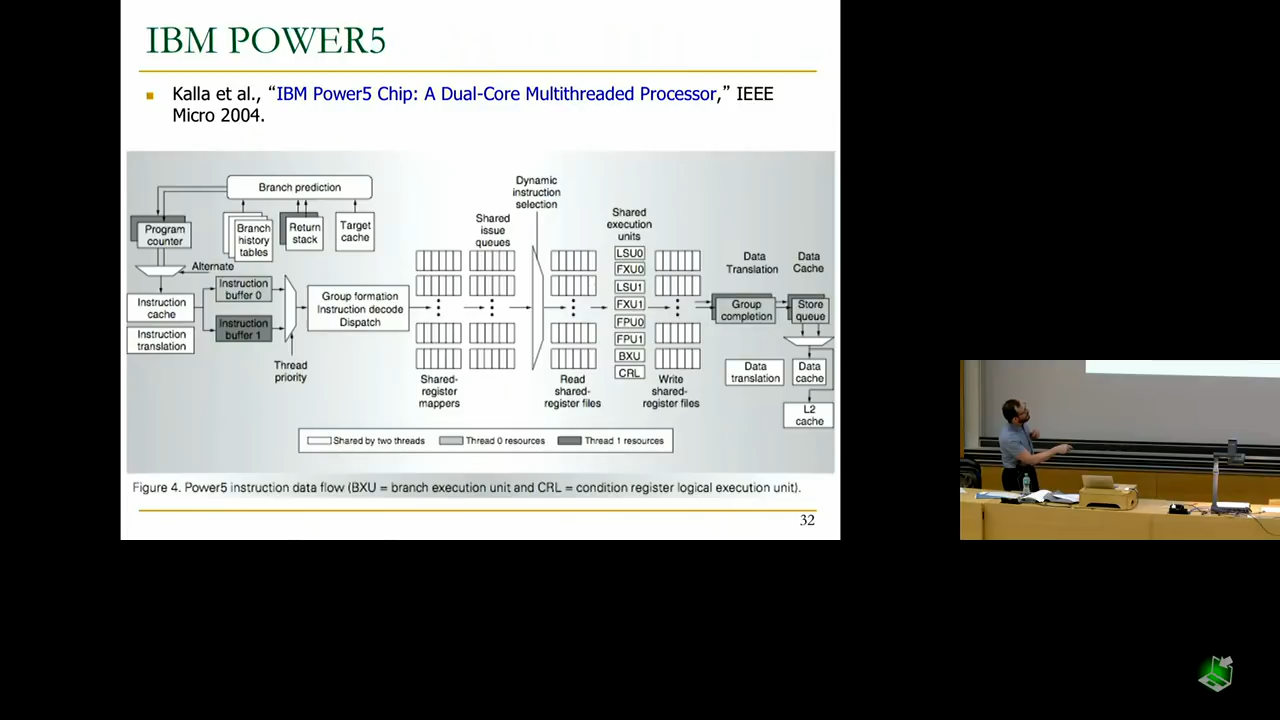 IBM POWER5
Kalla et al., “IBM Power5 Chip: A Dual-Core Multithreaded Processor,” IEEE
Micro 2004.
Branch prediction
Program
counter
Branch
history
tables
Return
stack
Target
cache
Alternate
Instruction
cache
Instruction
translation
Instruction
buffer 0
Instruction
buffer 1
Thread
priority
Group formation
Instruction decode
Dispatch
Shared-
register
mappers
Shared
issue
queues
Dynamic
instruction
selection
Read
shared-
register files
Shared
execution
units
LSU0
FXU0
LSU1
FXU1
FPU0
FPU1
BXU
CRL
Write
shared-
register files
Data
Translation
Data
Cache
Group
completion
Store
queue
Data
translation
Data
cache
L2
cache
Shared by two threads
Thread 0 resources
Thread 1 resources
Figure 4. Power5 instruction data flow (BXU = branch execution unit and CRL = condition register logical execution unit).
32